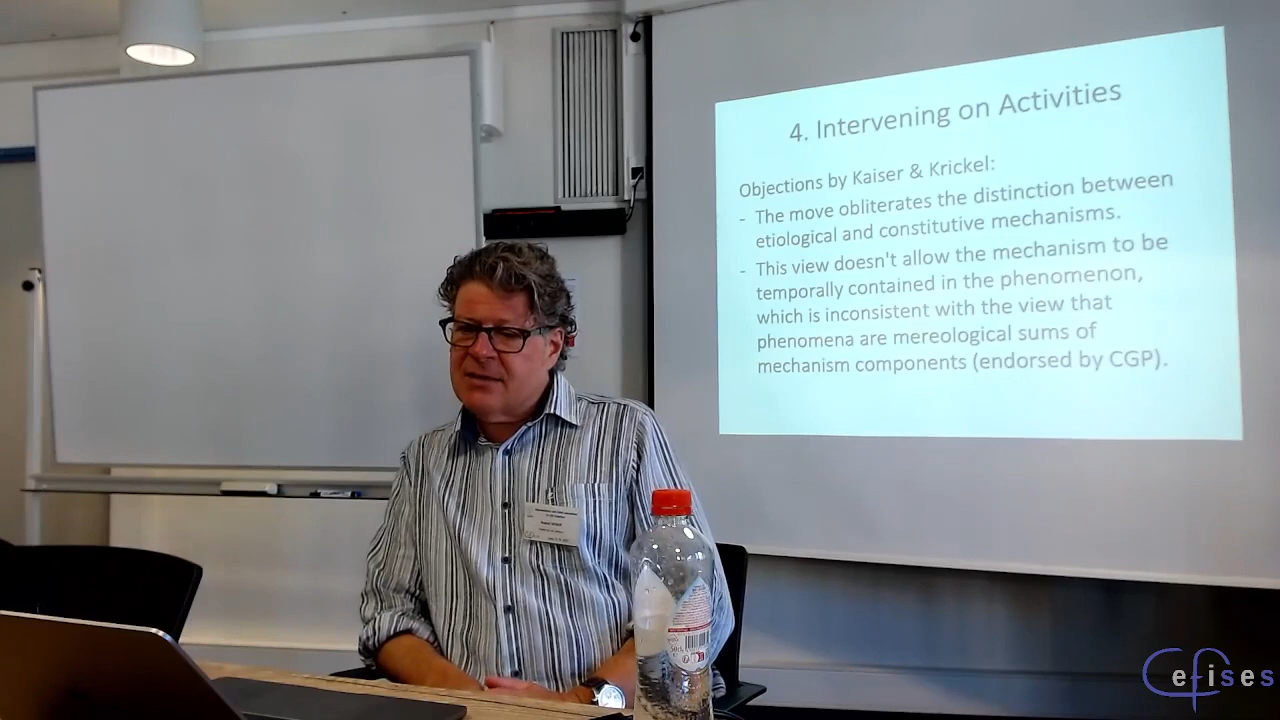 4. Intervening on Activities
Objections by Kaiser & Krickel:
- The move obliterates the distinction between
etiological and constitutive mechanisms.
- This view doesn't allow the mechanism to be
temporally contained in the phenomenon,
which is inconsistent with the view that
phenomena are mereological sums of
mechanism components (endorsed by CGP).
Cefises